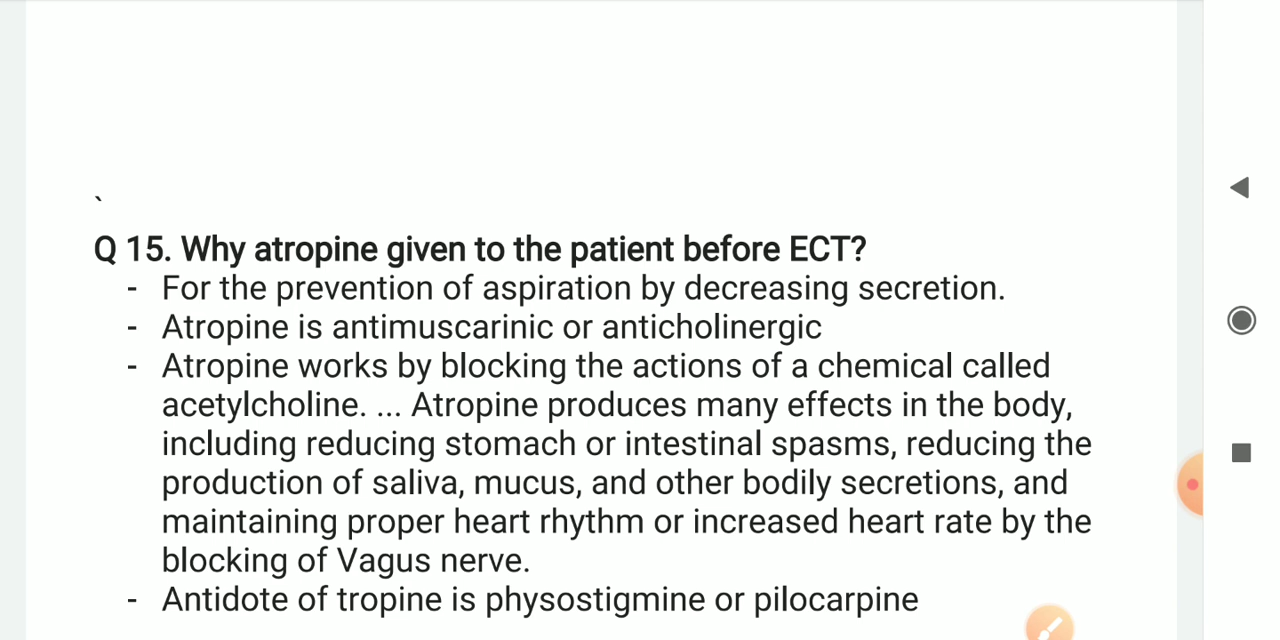 `
Q 15. Why atropine given to the patient before ECT?
- For the prevention of aspiration by decreasing secretion.
- Atropine is antimuscarinic or anticholinergic
- Atropine works by blocking the actions of a chemical called
acetylcholine. ... Atropine produces many effects in the body,
including reducing stomach or intestinal spasms, reducing the
production of saliva, mucus, and other bodily secretions, and
maintaining proper heart rhythm or increased heart rate by the
blocking of Vagus nerve.
- Antidote of tropine is physostigmine or pilocarpine